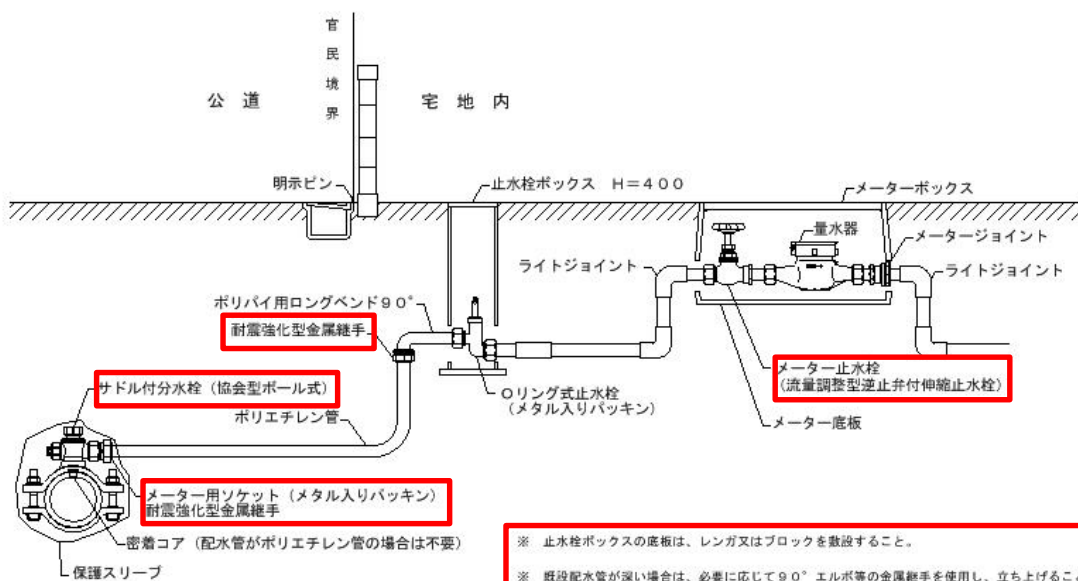 官民境界
公道
宅地内
明示ピン
止水栓ボックス H=400
メーターボックス
量水器
メータージョイント
ライトジョイント
ライトジョイント
ポリパイ用ロングベンド90°
耐震強化型金属継手
サドル付分水栓(協会型ボール式)
ポリエチレン管
Oリング式止水栓
(メタル入りパッキン)
メーター止水栓
(流量調整型逆止弁付伸縮止水栓)
メーター底板
メーター用ソケット(メタル入りパッキン)
耐震強化型金属継手
密着コア(配水管がポリエチレン管の場合は不要)
保護スリーブ
※ 止水栓ボックスの底板は、レンガ又はブロックを敷設すること。
※ 既設配水管が深い場合は、必要に応じて90°エルボ等の金属継手を使用し、立ち上げるこ